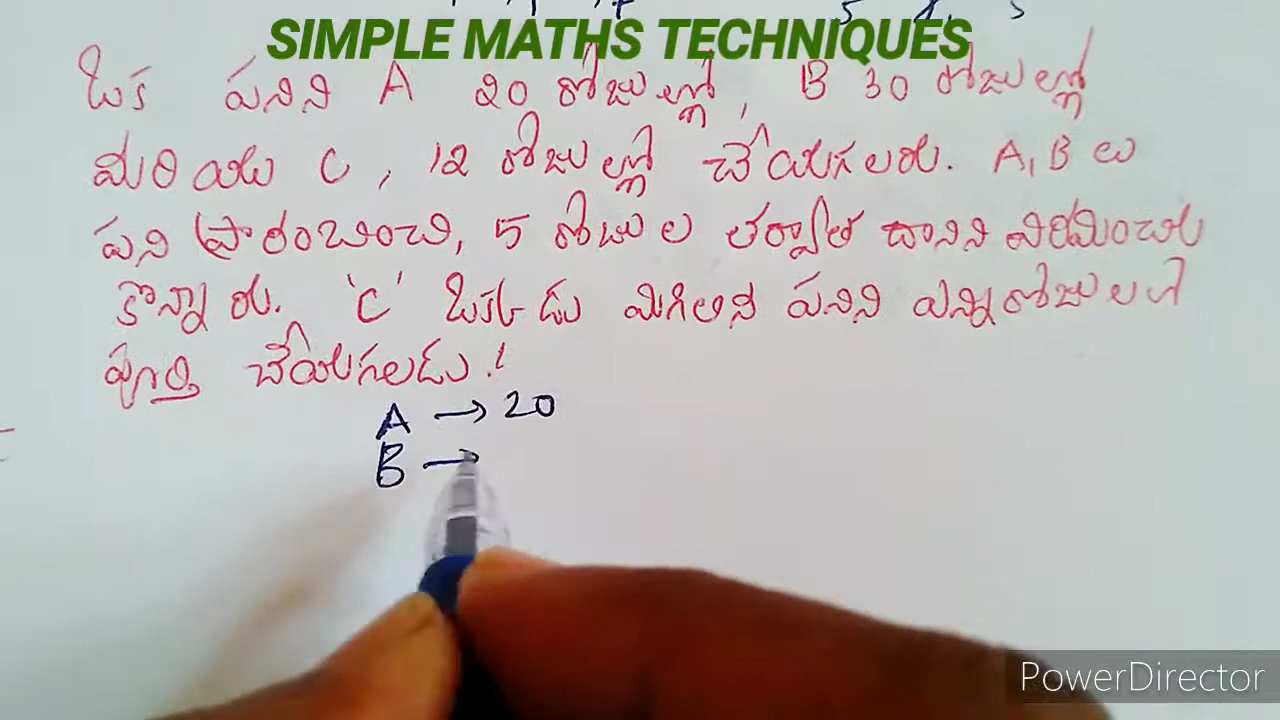 SIMPLE MATHS TECHNIQUES
ఒక పనిని A 20 రోజుల్లో, B 30 రోజుల్లో
మరియు C, 12 రోజుల్లో చేయగలరు. A, B లు
పని ప్రారంభించి, 5 రోజుల తర్వాత దానిని విరమించు
కొన్నారు. 'C' ఒక్కడు మిగిలిన పనిని ఎన్నిరోజులలో
పూర్తి చేయగలడు!
A → 20
B →
PowerDirector